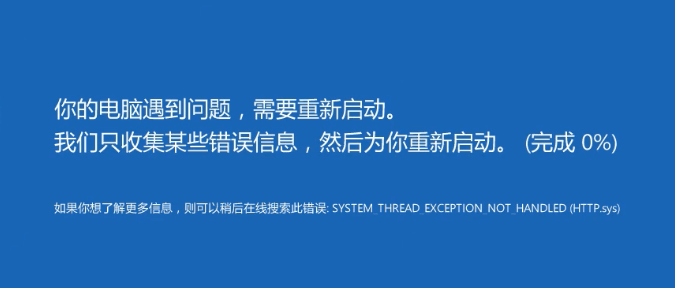 你的电脑遇到问题，需要重新启动。
我们只收集某些错误信息，然后为你重新启动。 (完成 0%)
如果你想了解更多信息，则可以稍后在线搜索此错误: SYSTEM_THREAD_EXCEPTION_NOT_HANDLED (HTTP.sys)